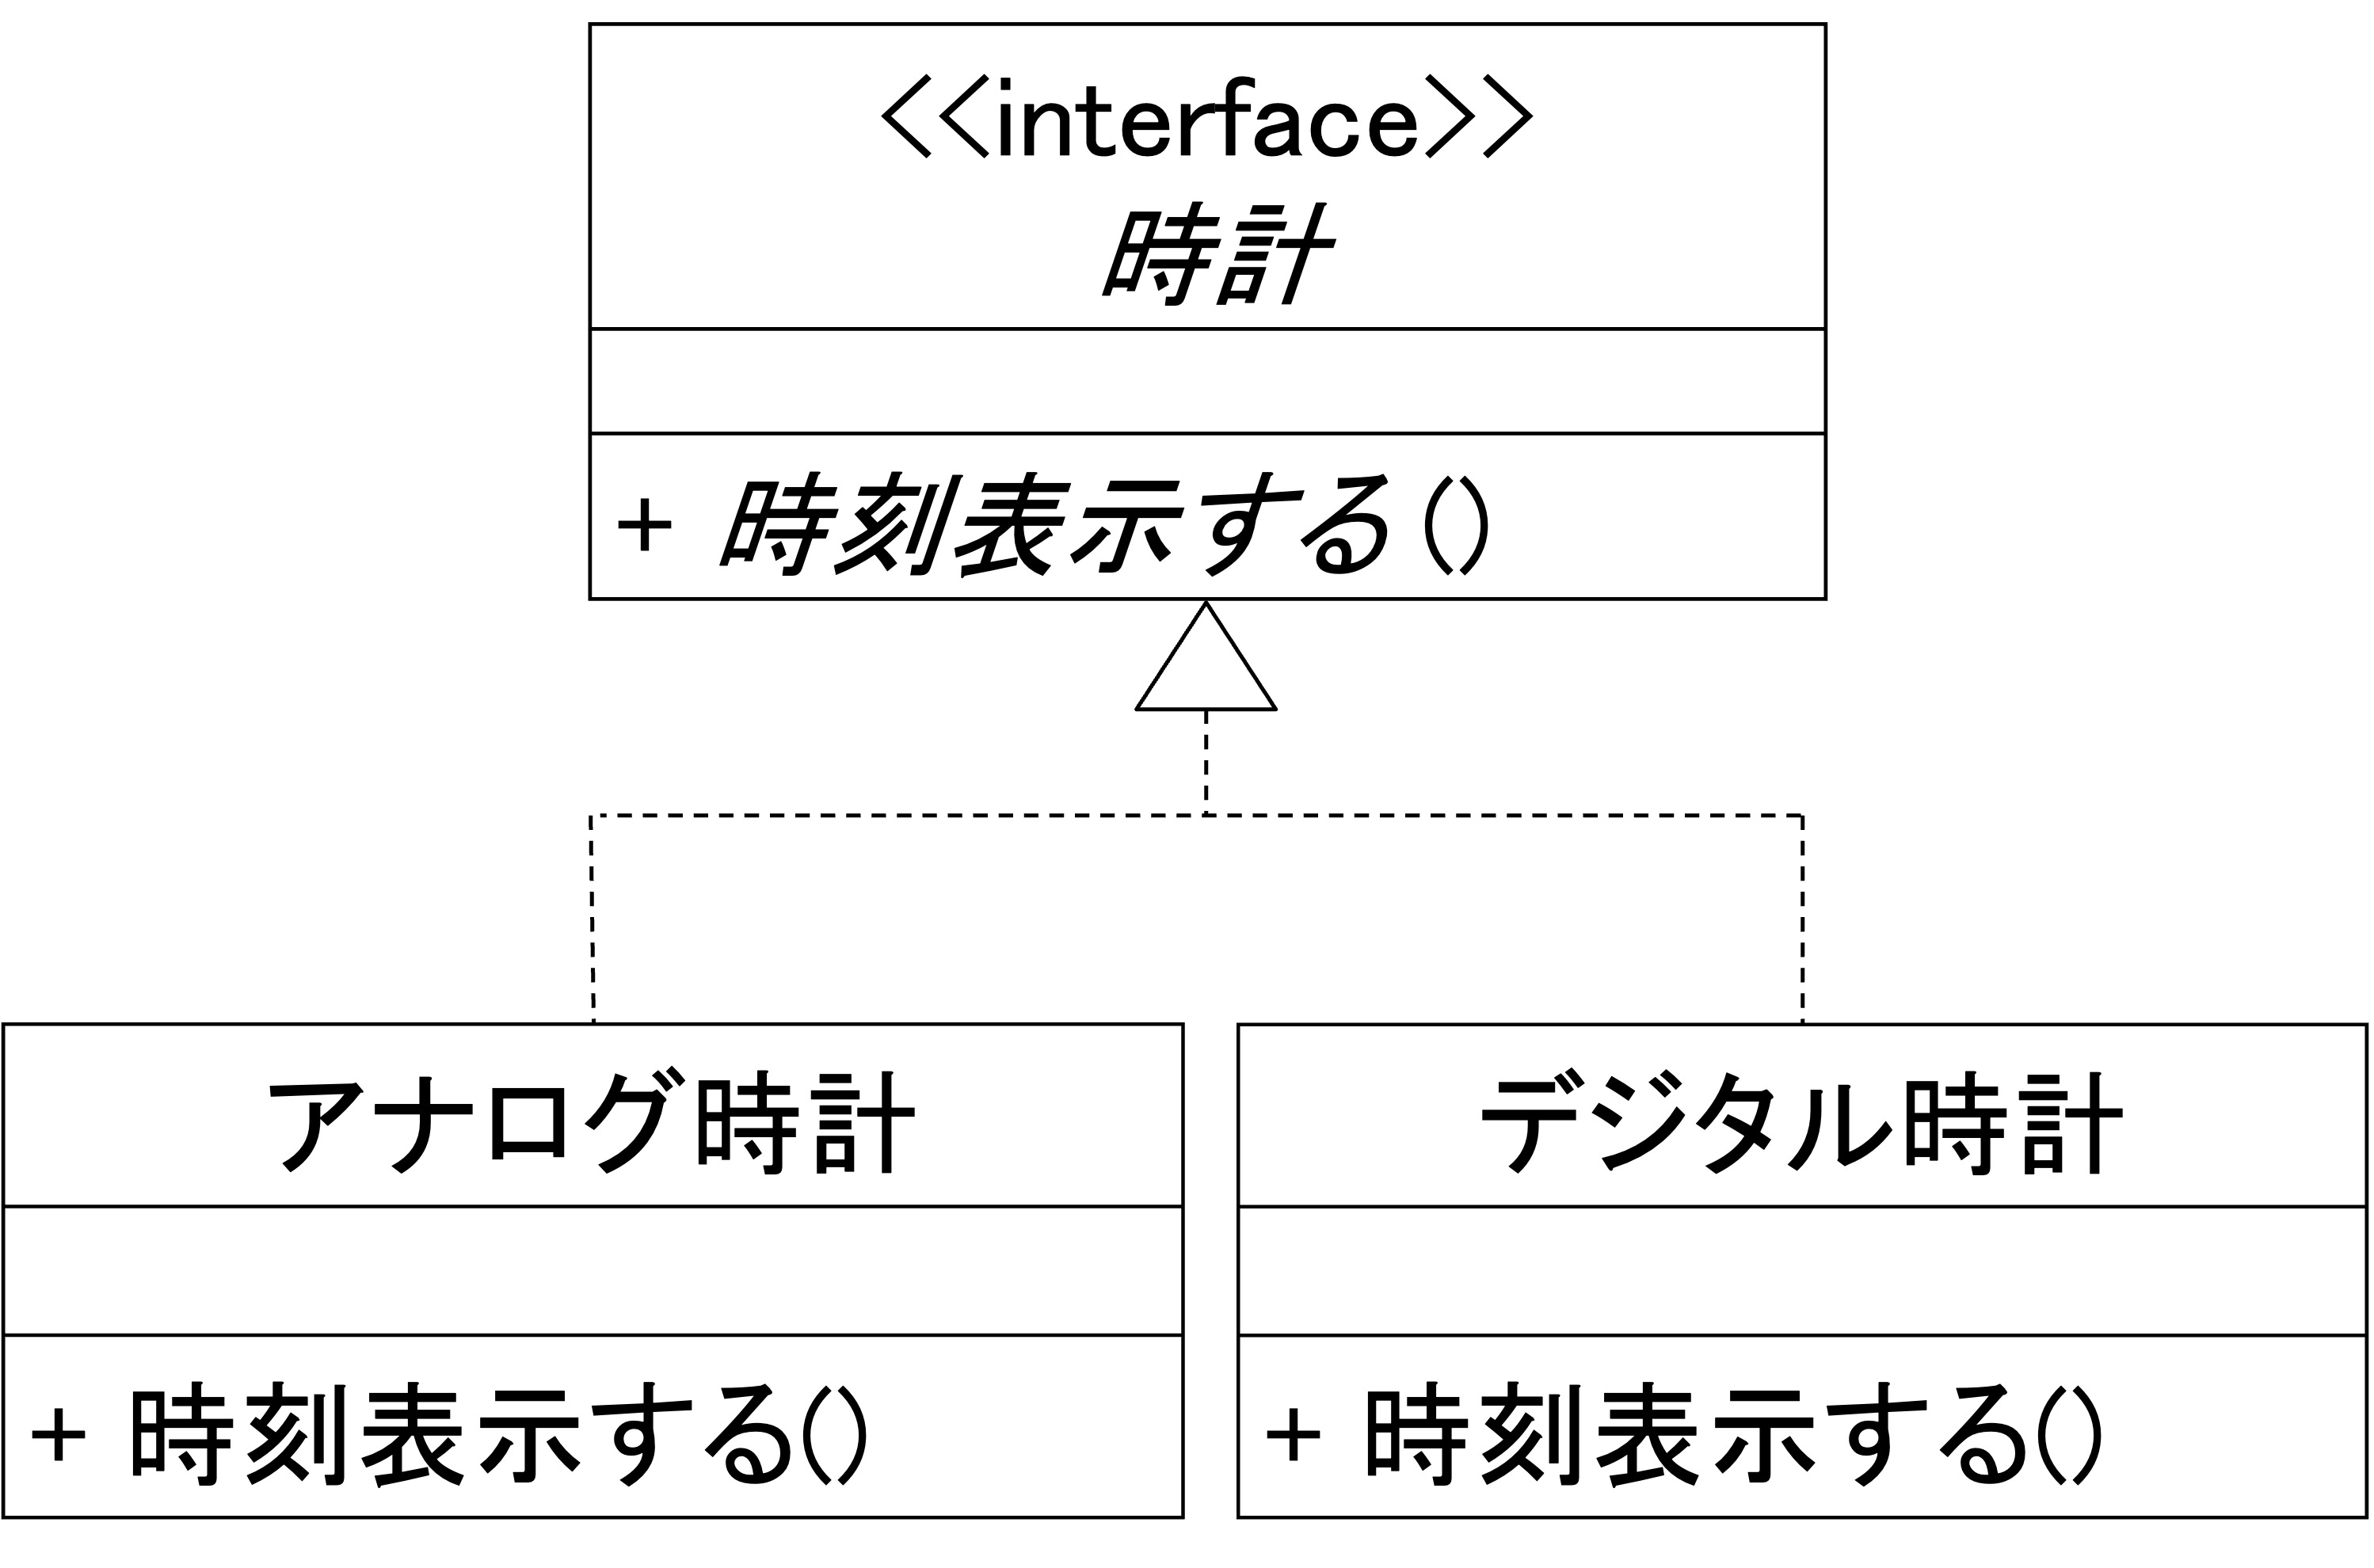 <<interface>>
時計
+ 時刻表示する()
アナログ時計
+ 時刻表示する()
デジタル時計
+ 時刻表示する()